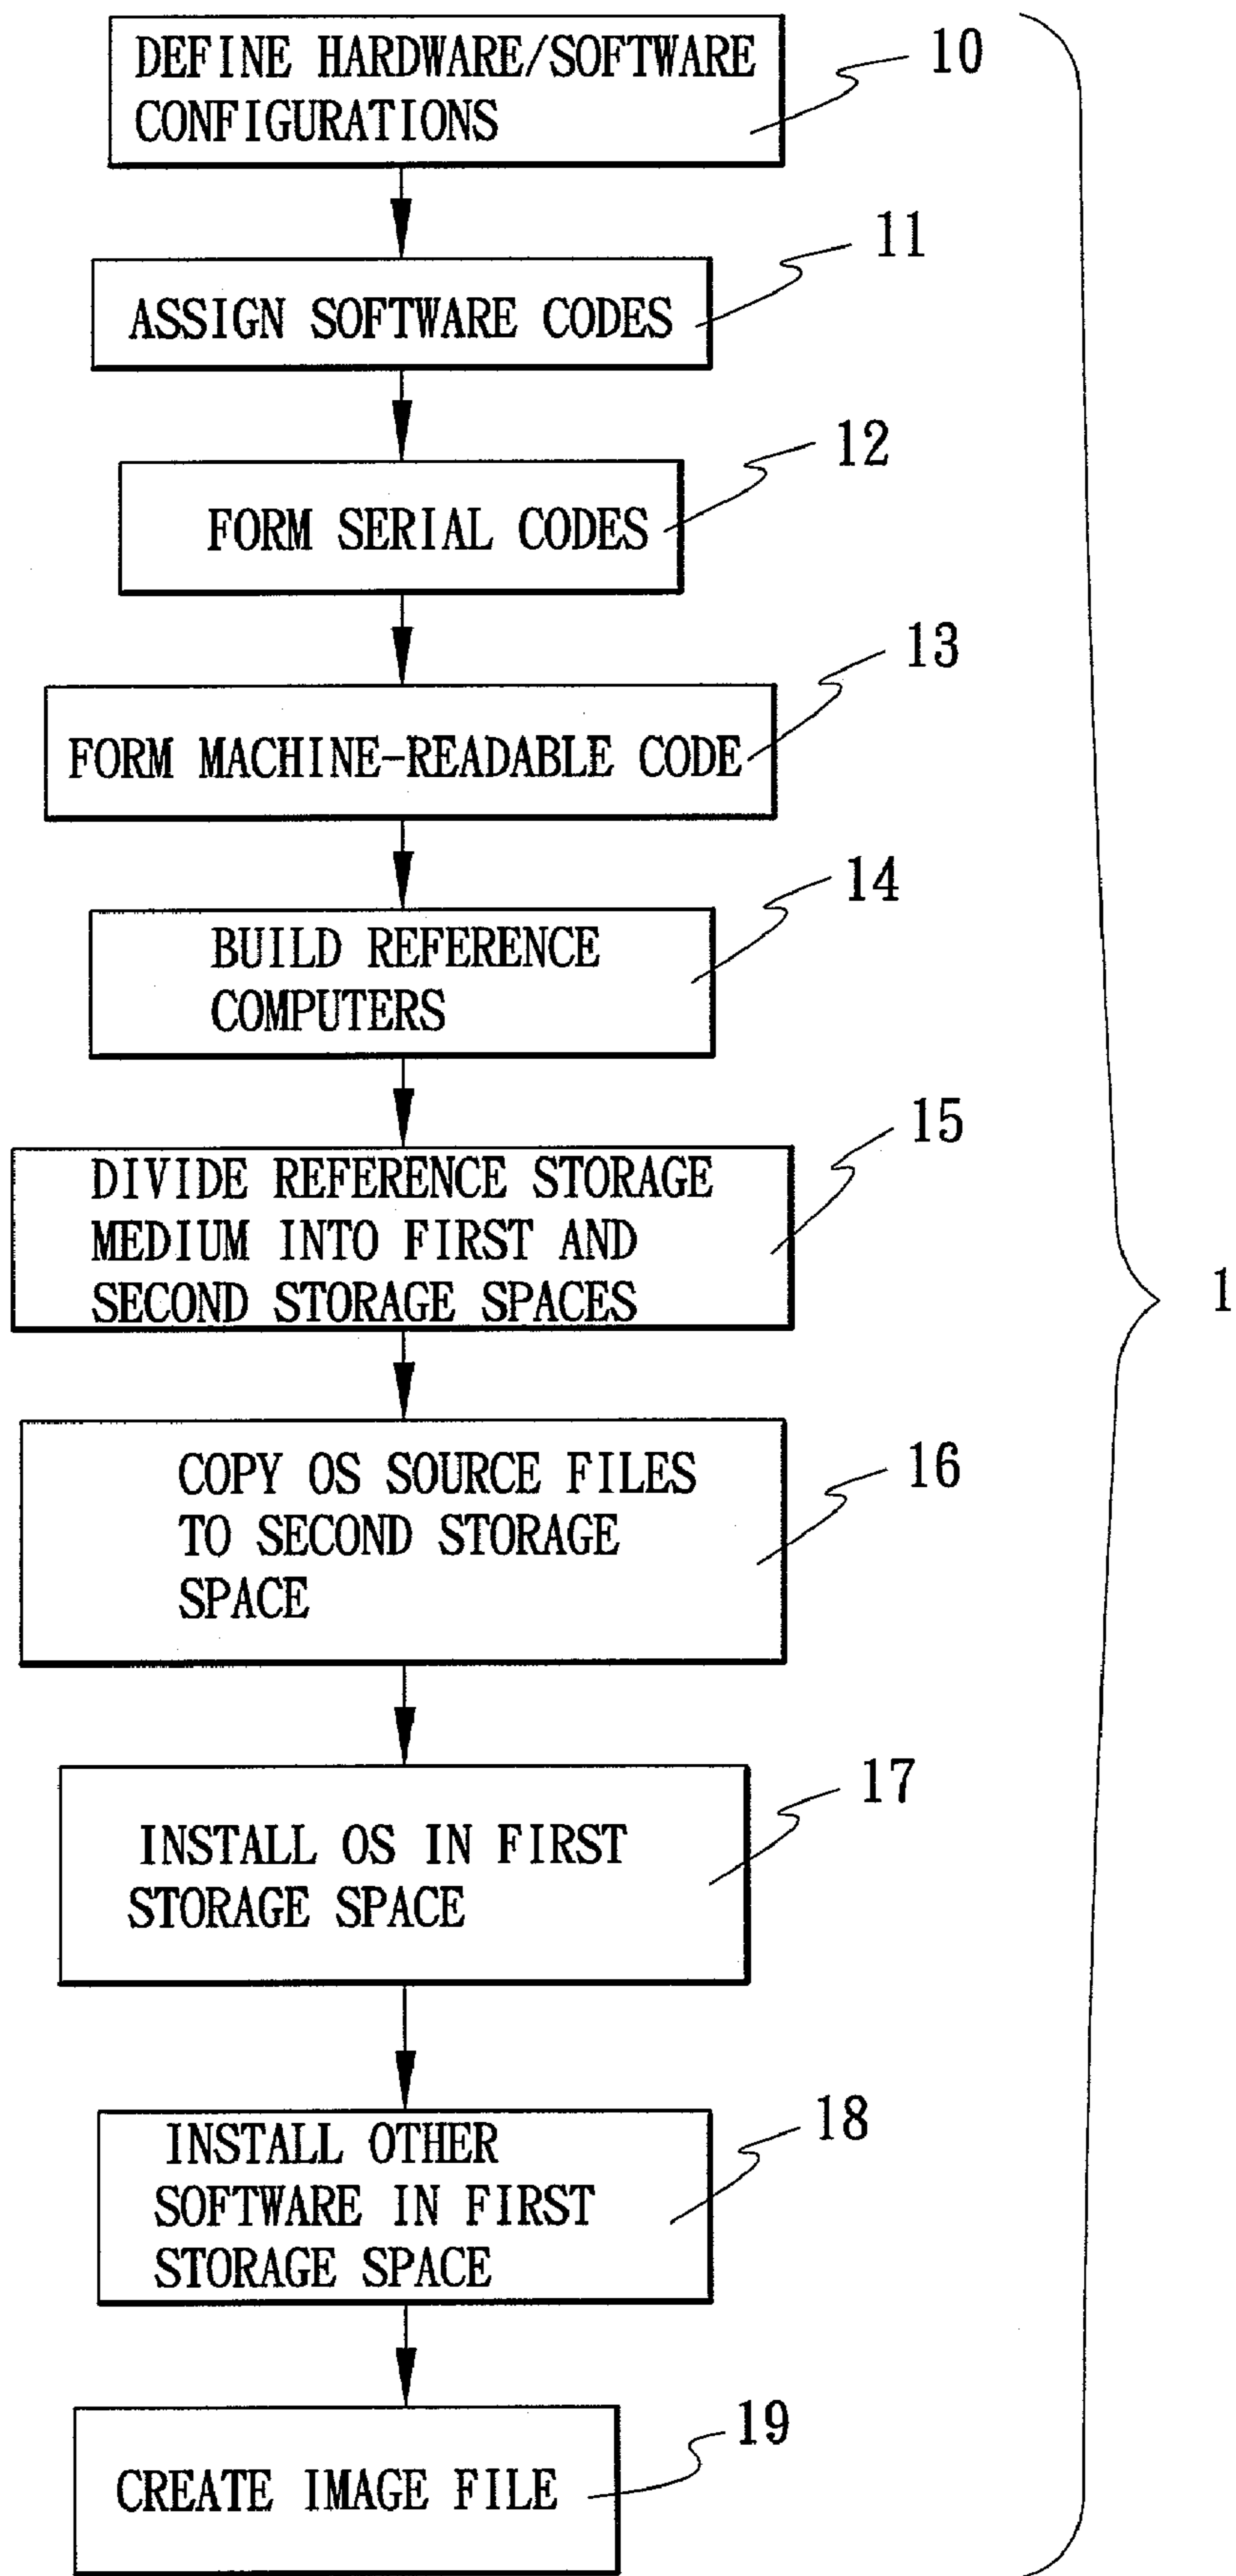 DEFINE HARDWARE/SOFTWARE
CONFIGURATIONS
10
ASSIGN SOFTWARE CODES
11
FORM SERIAL CODES
12
FORM MACHINE-READABLE CODE
13
BUILD REFERENCE
COMPUTERS
14
DIVIDE REFERENCE STORAGE
MEDIUM INTO FIRST AND
SECOND STORAGE SPACES
15
1
COPY OS SOURCE FILES
TO SECOND STORAGE
SPACE
16
INSTALL OS IN FIRST
STORAGE SPACE
17
INSTALL OTHER
SOFTWARE IN FIRST
STORAGE SPACE
18
CREATE IMAGE FILE
19